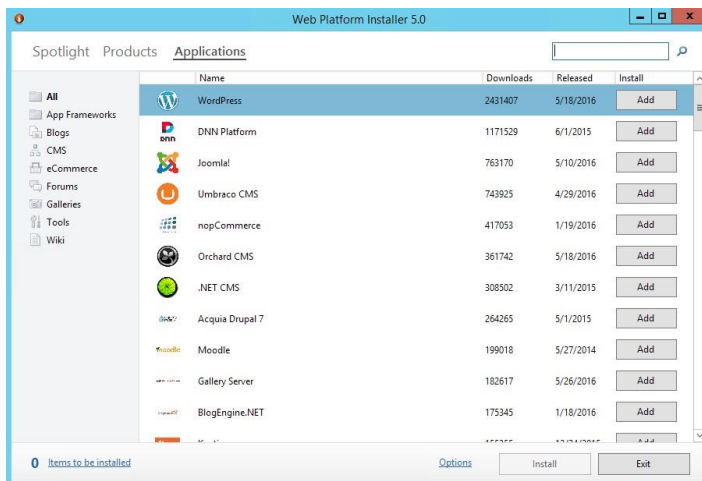 Web Platform Installer 5.0
Spotlight Products Applications
Name Downloads Released Install
All
App Frameworks
Blogs
CMS
eCommerce
Forums
Galleries
Tools
Wiki
WordPress 2431407 5/18/2016 Add
DNN
DNN Platform 1171529 6/1/2015 Add
Joomla! 763170 5/10/2016 Add
Umbraco CMS 743925 4/29/2016 Add
nopCommerce 417053 1/19/2016 Add
Orchard CMS 361742 5/18/2016 Add
.NET CMS 308502 3/11/2015 Add
Acquia Drupal 7 264265 5/1/2015 Add
moodle
Moodle 199018 5/27/2014 Add
Gallery Server 182617 5/26/2016 Add
BlogEngine.NET 175345 1/18/2016 Add
0 Items to be installed Options Install Exit